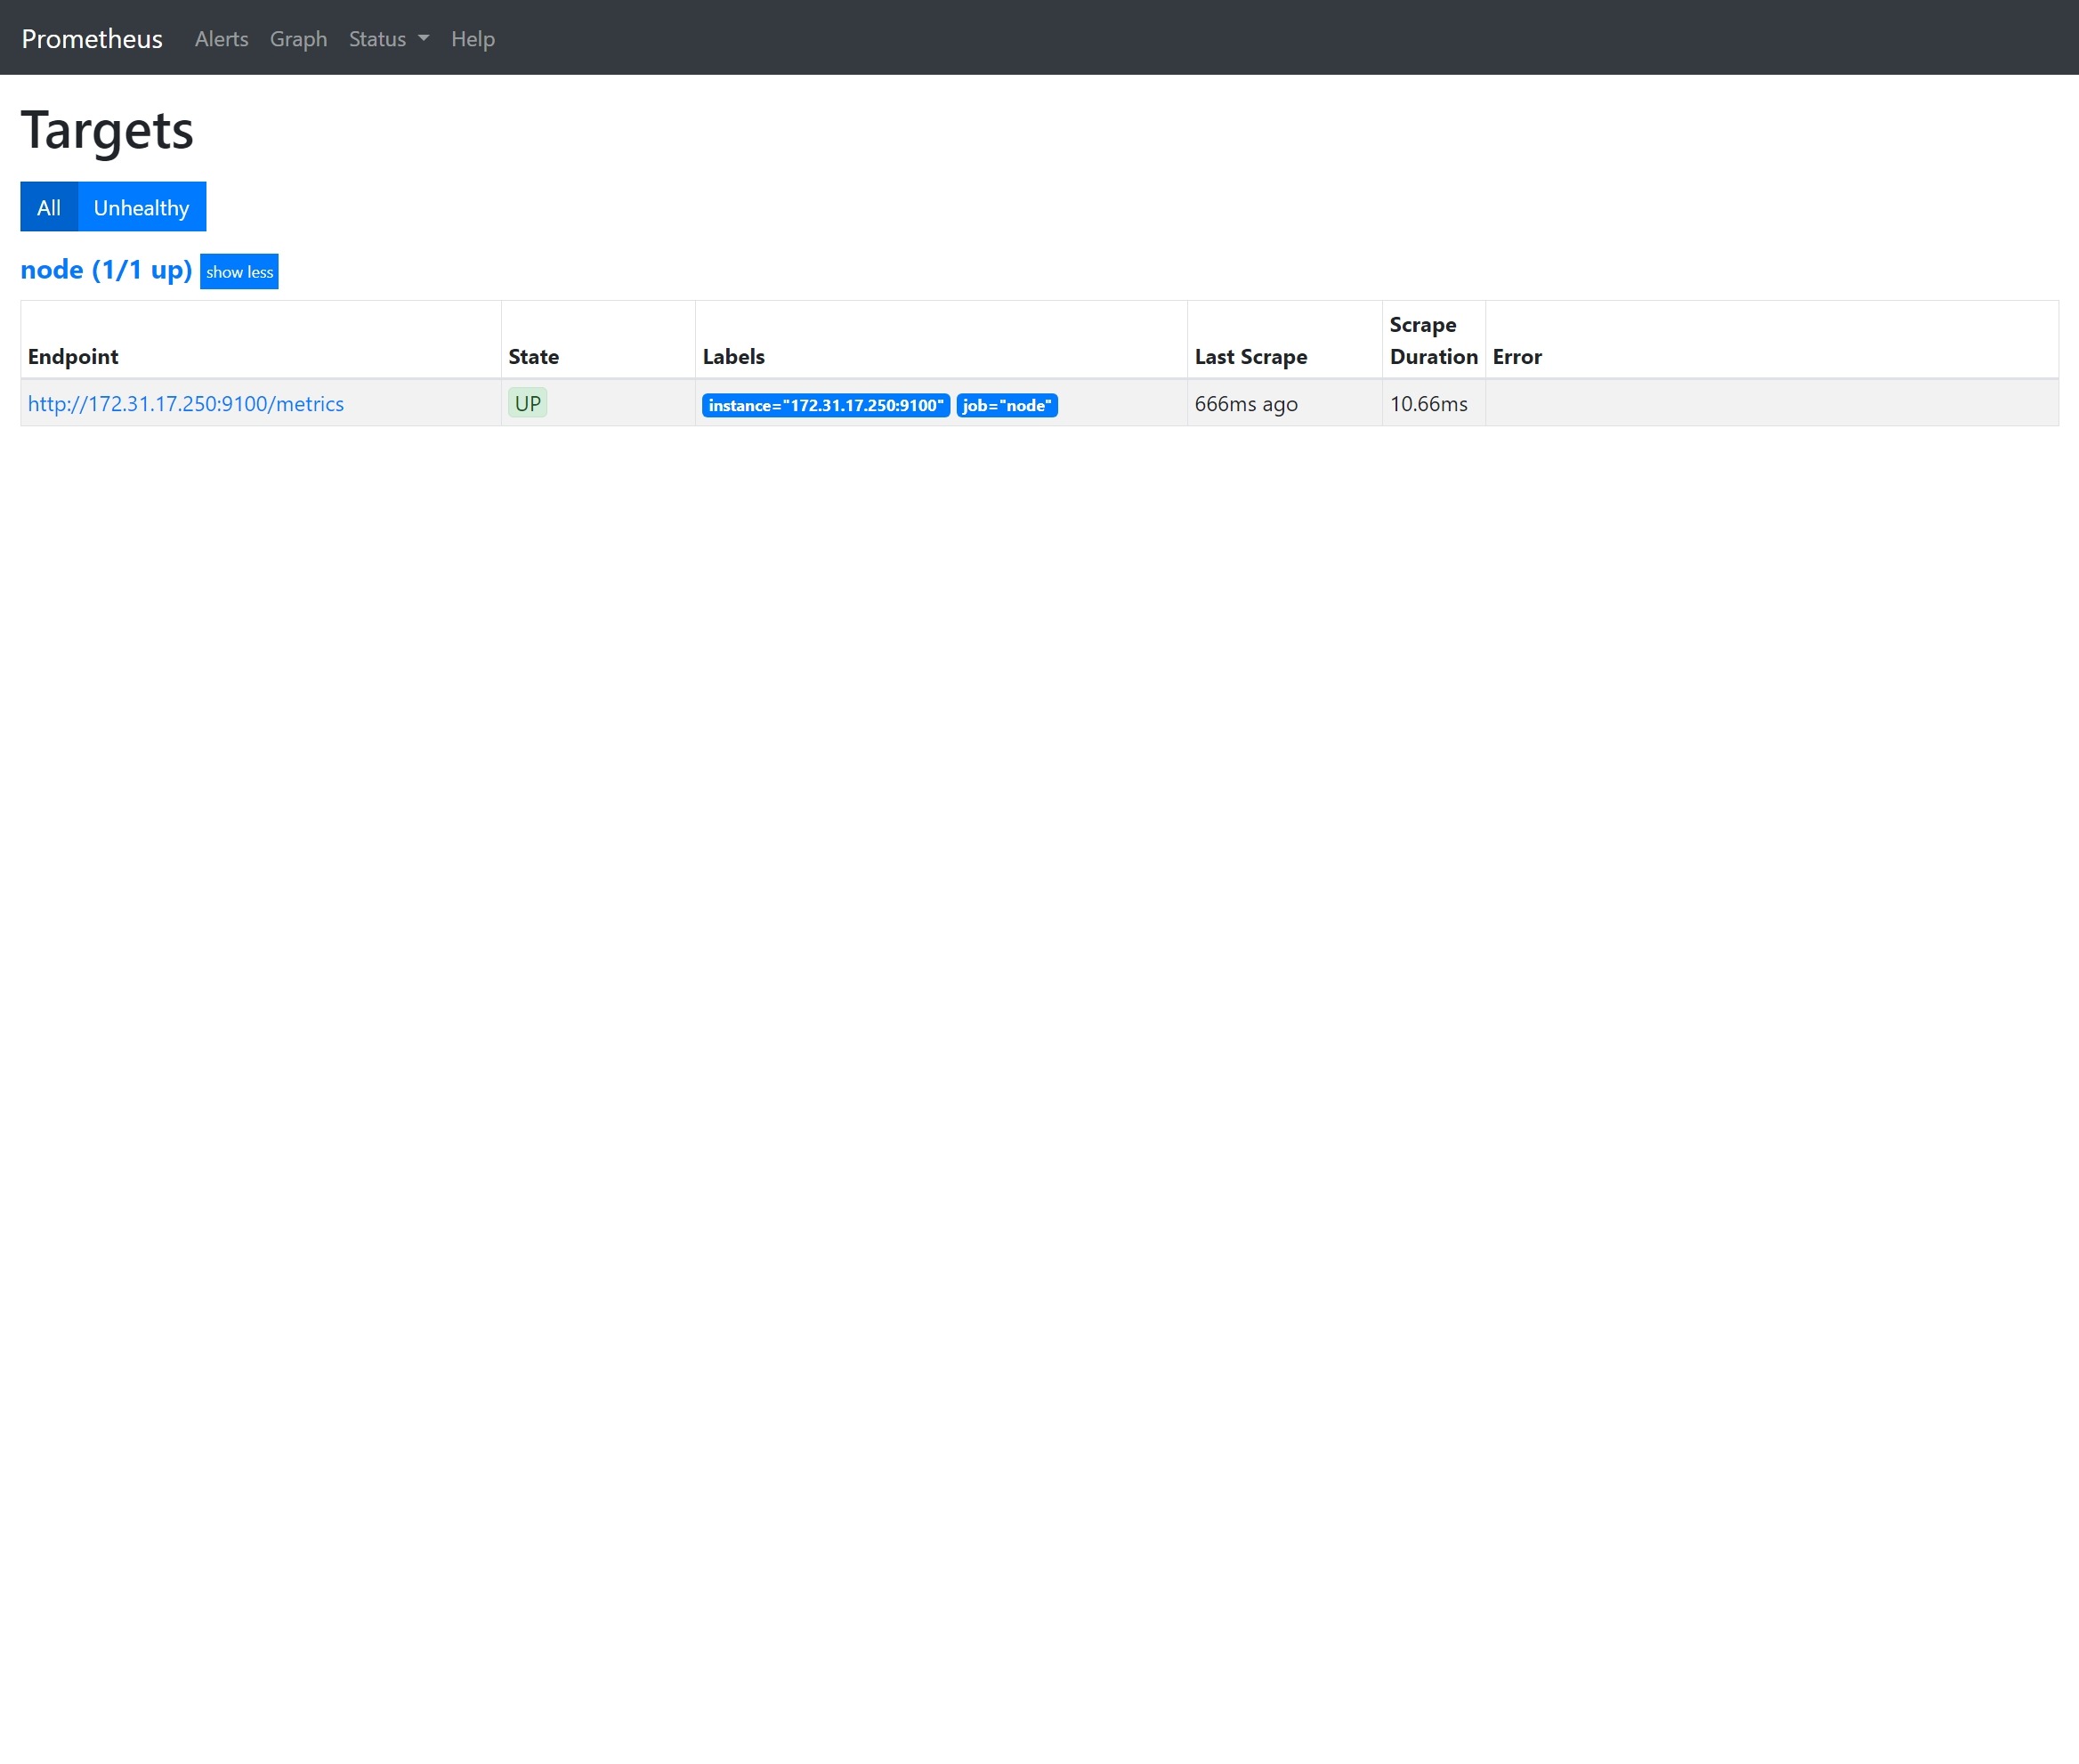 Prometheus Alerts Graph Status Help
Targets
All Unhealthy
node (1/1 up) show less
Endpoint State Labels Last Scrape Scrape Duration Error
http://172.31.17.250:9100/metrics UP instance="172.31.17.250:9100" job="node" 666ms ago 10.66ms